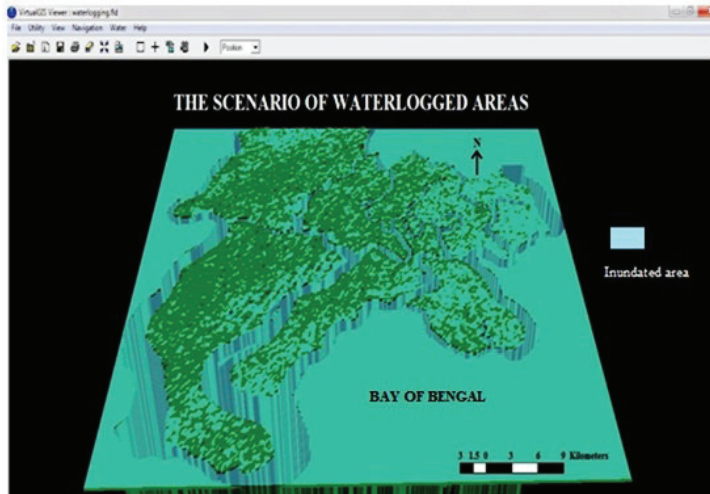 VirtualGIS Viewer : waterlogging.fld
File Utility View Navigation Water Help
Position
THE SCENARIO OF WATERLOGGED AREAS
N
Inundated area
BAY OF BENGAL
3 1.5 0 3 6 9 Kilometers